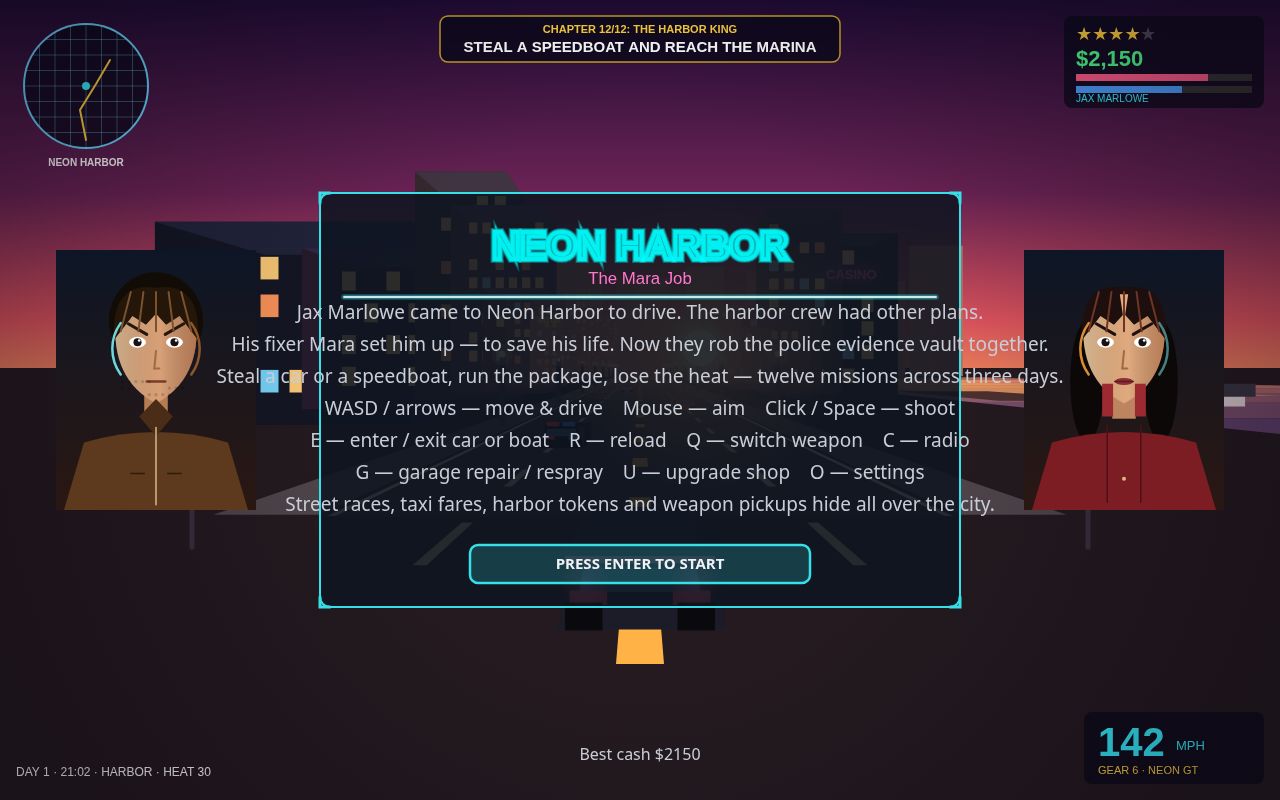 CHAPTER 12/12: THE HARBOR KING
STEAL A SPEEDBOAT AND REACH THE MARINA
★★★★★
$2,150
JAX MARLOWE
NEON HARBOR
NEON HARBOR
The Mara Job
CASINO
Jax Marlowe came to Neon Harbor to drive. The harbor crew had other plans.
His fixer Mara set him up — to save his life. Now they rob the police evidence vault together.
Steal a car or a speedboat, run the package, lose the heat — twelve missions across three days.
WASD / arrows — move & drive    Mouse — aim    Click / Space — shoot
E — enter / exit car or boat    R — reload    Q — switch weapon    C — radio
G — garage repair / respray    U — upgrade shop    O — settings
Street races, taxi fares, harbor tokens and weapon pickups hide all over the city.
PRESS ENTER TO START
Best cash $2150
142 MPH
GEAR 6 · NEON GT
DAY 1 · 21:02 · HARBOR · HEAT 30